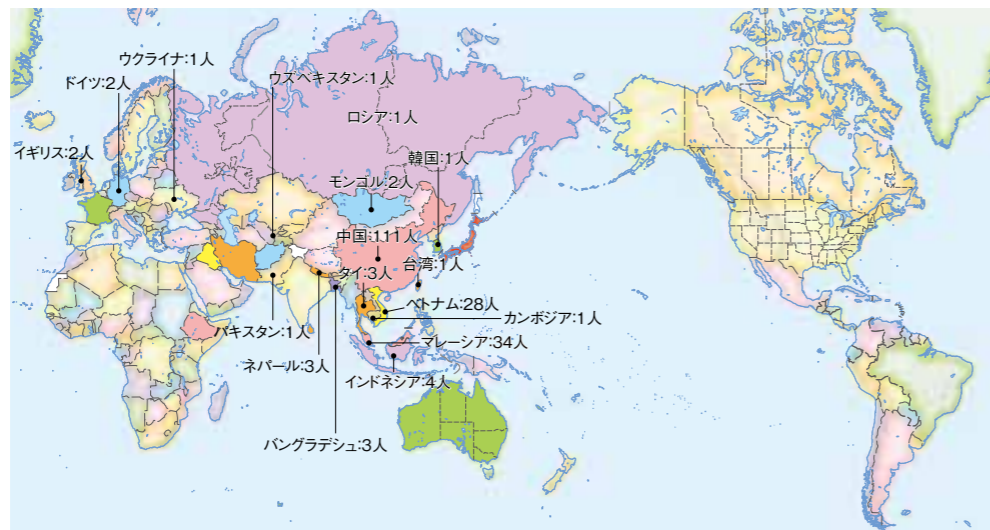 ウクライナ:1人
ドイツ:2人
ウズベキスタン:1人
ロシア:1人
イギリス:2人
韓国:1人
モンゴル:2人
中国:111人
台湾:1人
タイ:3人
ベトナム:28人
カンボジア:1人
パキスタン:1人
マレーシア:34人
ネパール:3人
インドネシア:4人
バングラデシュ:3人